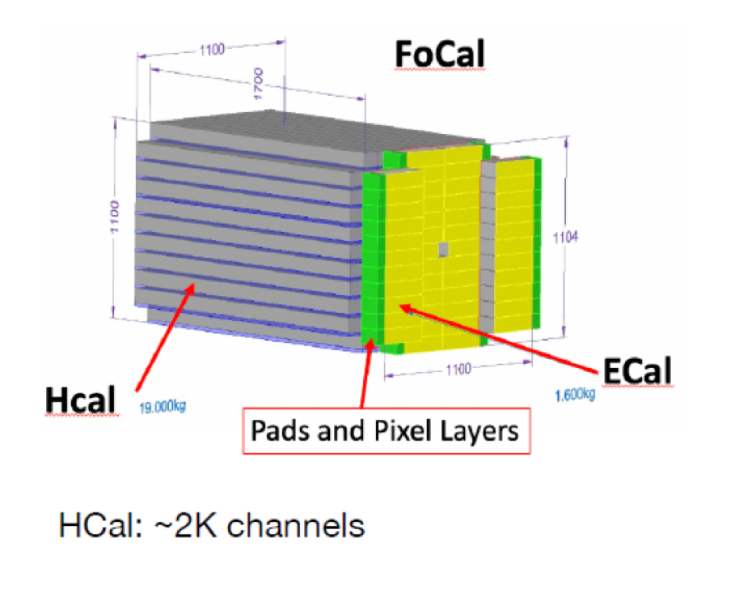 FoCal
1100
1700
1100
1104
1100
ECal
1.600kg
Hcal
19.000kg
Pads and Pixel Layers
HCal: ~2K channels